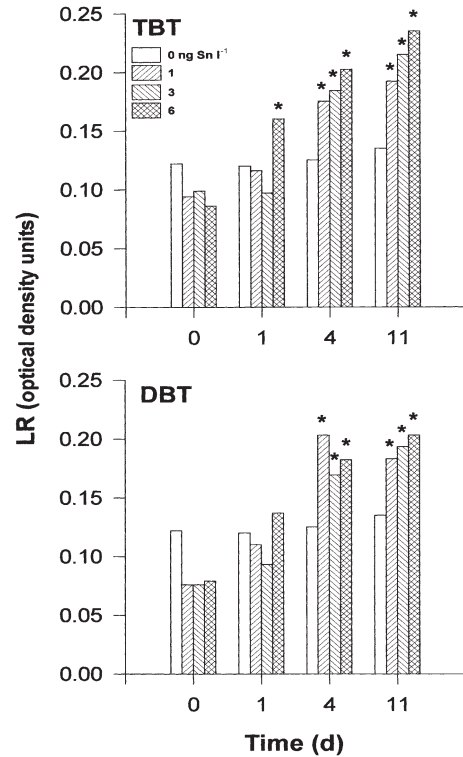 TBT
0 ng Sn l⁻¹
1
3
6
0.25
0.20
0.15
0.10
0.05
0.00
*
* * *
* * *
0 1 4 11
LR (optical density units)
DBT
0.25
0.20
0.15
0.10
0.05
0.00
* * *
* * *
0 1 4 11
Time (d)